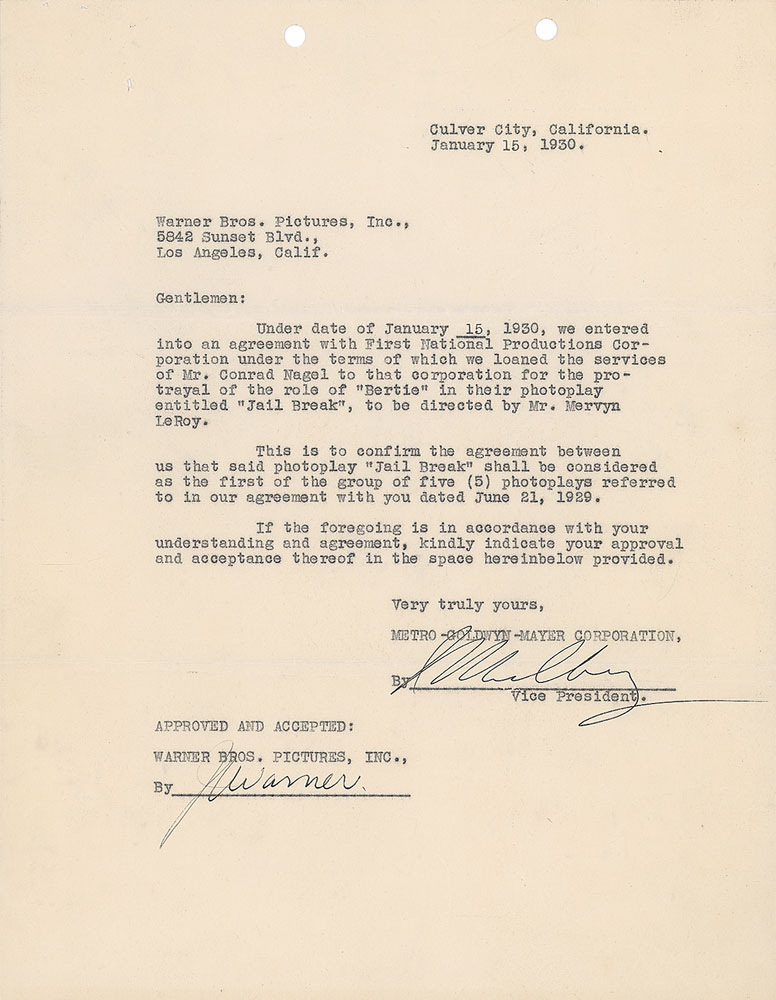 Culver City, California.
January 15, 1930.
Warner Bros. Pictures, Inc.,
5842 Sunset Blvd.,
Los Angeles, Calif.
Gentlemen:
Under date of January 15, 1930, we entered
into an agreement with First National Productions Cor-
poration under the terms of which we loaned the services
of Mr. Conrad Nagel to that corporation for the pro-
trayal of the role of "Bertie" in their photoplay
entitled "Jail Break", to be directed by Mr. Mervyn
LeRoy.
This is to confirm the agreement between
us that said photoplay "Jail Break" shall be considered
as the first of the group of five (5) photoplays referred
to in our agreement with you dated June 21, 1929.
If the foregoing is in accordance with your
understanding and agreement, kindly indicate your approval
and acceptance thereof in the space hereinbelow provided.
Very truly yours,
METRO-GOLDWYN-MAYER CORPORATION,
By
Vice President.
APPROVED AND ACCEPTED:
WARNER BROS. PICTURES, INC.,
By J Warner.